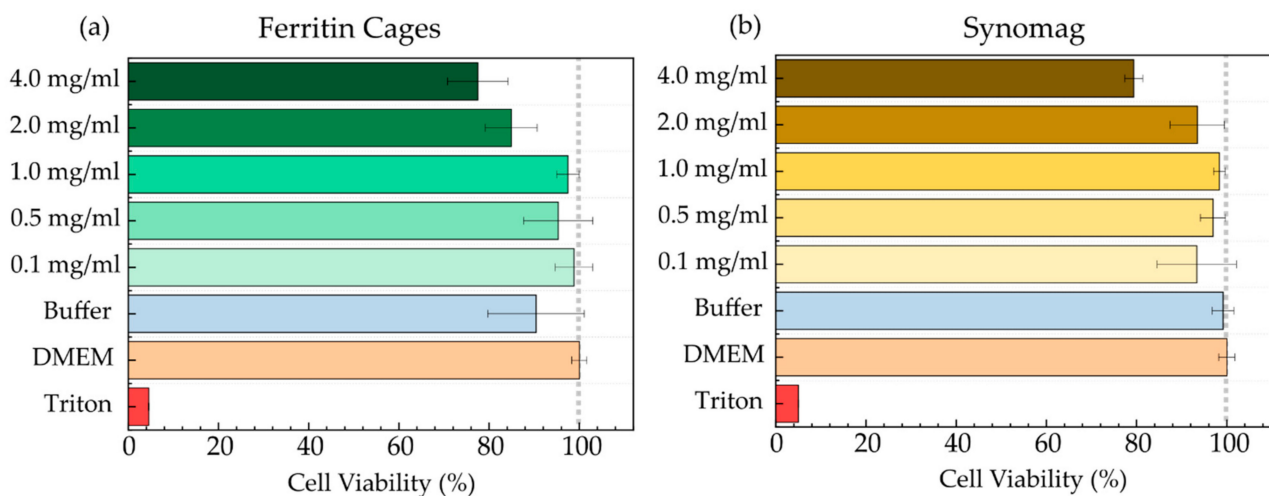 (a) Ferritin Cages
4.0 mg/ml
2.0 mg/ml
1.0 mg/ml
0.5 mg/ml
0.1 mg/ml
Buffer
DMEM
Triton
0 20 40 60 80 100
Cell Viability (%)
(b) Synomag
4.0 mg/ml
2.0 mg/ml
1.0 mg/ml
0.5 mg/ml
0.1 mg/ml
Buffer
DMEM
Triton
0 20 40 60 80 100
Cell Viability (%)